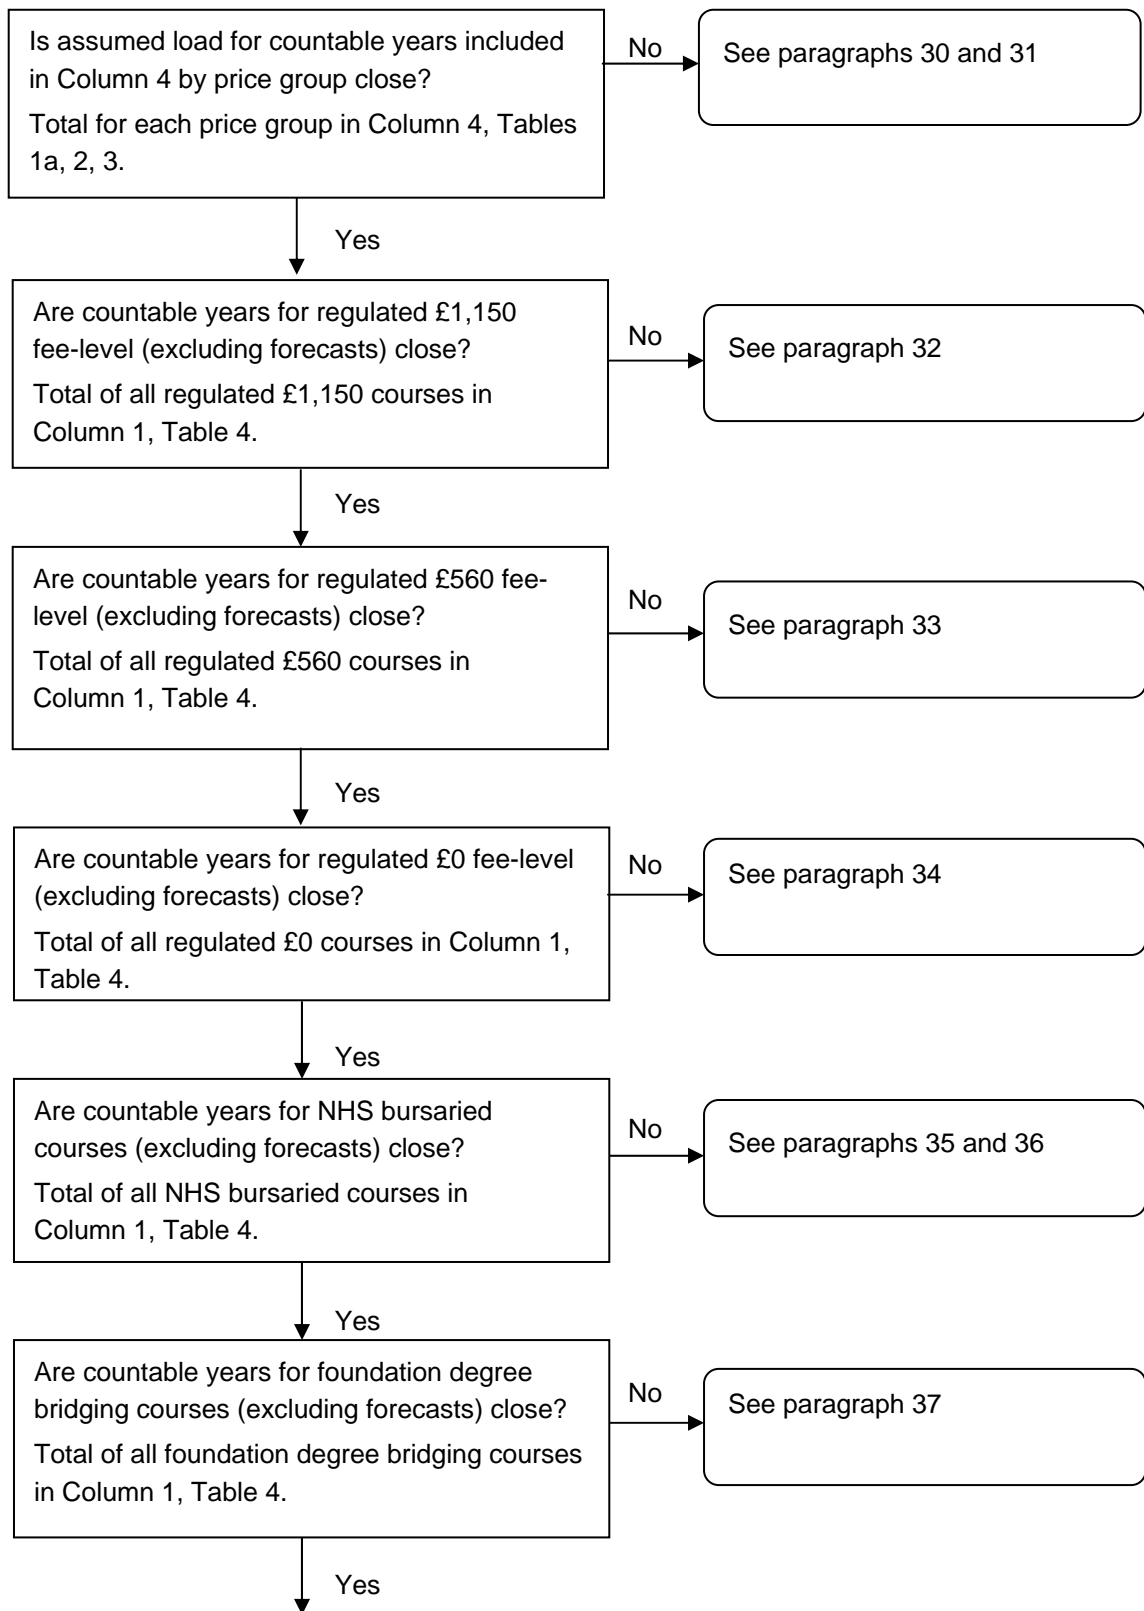 Is assumed load for countable years included
in Column 4 by price group close?
Total for each price group in Column 4, Tables
1a, 2, 3.
No
See paragraphs 30 and 31
Yes
Are countable years for regulated £1,150
fee-level (excluding forecasts) close?
Total of all regulated £1,150 courses in
Column 1, Table 4.
No
See paragraph 32
Yes
Are countable years for regulated £560 fee-
level (excluding forecasts) close?
Total of all regulated £560 courses in
Column 1, Table 4.
No
See paragraph 33
Yes
Are countable years for regulated £0 fee-level
(excluding forecasts) close?
Total of all regulated £0 courses in Column 1,
Table 4.
No
See paragraph 34
Yes
Are countable years for NHS bursaried
courses (excluding forecasts) close?
Total of all NHS bursaried courses in
Column 1, Table 4.
No
See paragraphs 35 and 36
Yes
Are countable years for foundation degree
bridging courses (excluding forecasts) close?
Total of all foundation degree bridging courses
in Column 1, Table 4.
No
See paragraph 37
Yes